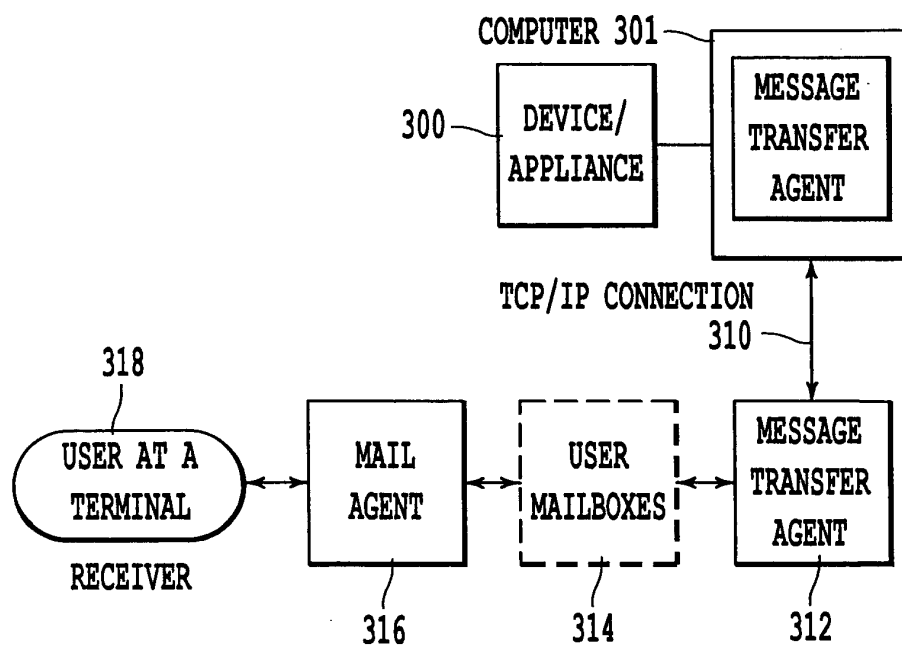 COMPUTER 301
MESSAGE
TRANSFER
AGENT
300
DEVICE/
APPLIANCE
TCP/IP CONNECTION
310
318
USER AT A
TERMINAL
RECEIVER
MAIL
AGENT
316
USER
MAILBOXES
314
MESSAGE
TRANSFER
AGENT
312